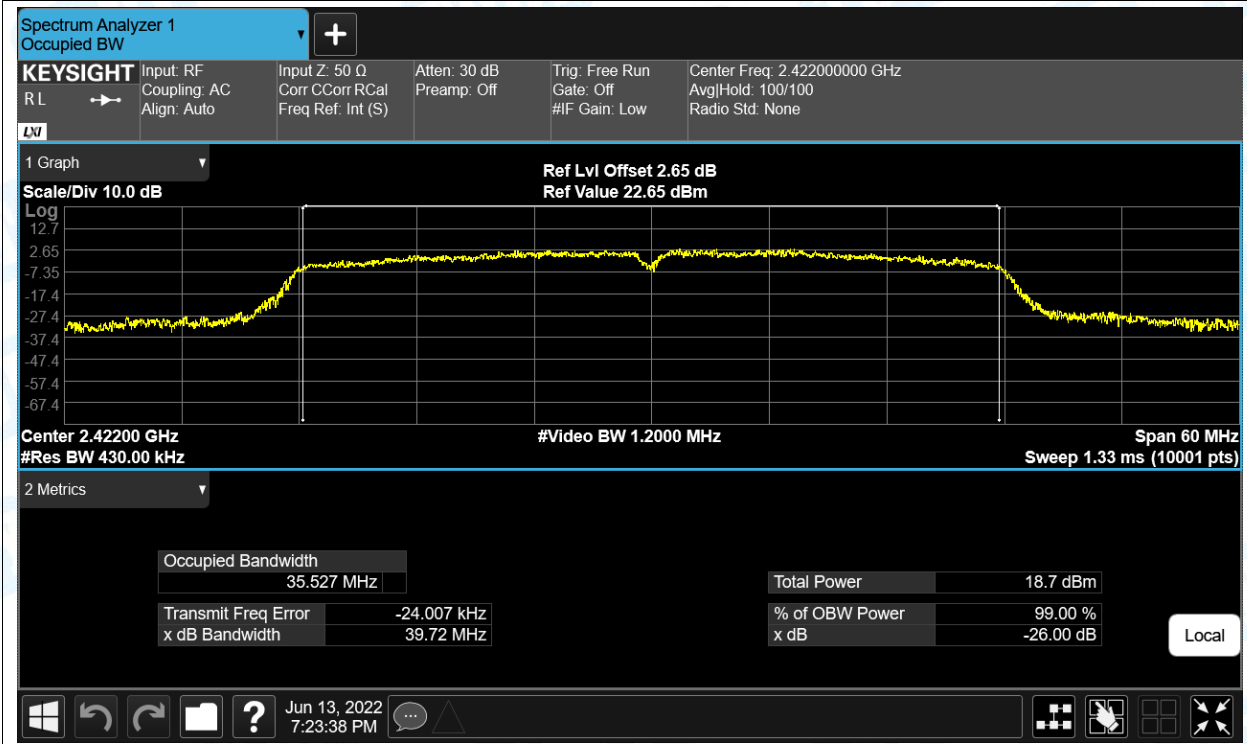 Spectrum Analyzer 1
Occupied BW
+
KEYSIGHT
R L
LXI
Input: RF
Coupling: AC
Align: Auto
Input Z: 50 Ω
Corr CCorr RCal
Freq Ref: Int (S)
Atten: 30 dB
Preamp: Off
Trig: Free Run
Gate: Off
#IF Gain: Low
Center Freq: 2.422000000 GHz
Avg|Hold: 100/100
Radio Std: None
1 Graph
Ref Lvl Offset 2.65 dB
Scale/Div 10.0 dB Ref Value 22.65 dBm
Log
12.7
2.65
-7.35
-17.4
-27.4
-37.4
-47.4
-57.4
-67.4
Center 2.42200 GHz #Video BW 1.2000 MHz Span 60 MHz
#Res BW 430.00 kHz Sweep 1.33 ms (10001 pts)
2 Metrics
Occupied Bandwidth
35.527 MHz
Transmit Freq Error -24.007 kHz
x dB Bandwidth 39.72 MHz
Total Power 18.7 dBm
% of OBW Power 99.00 %
x dB -26.00 dB
Local
?
Jun 13, 2022
7:23:38 PM